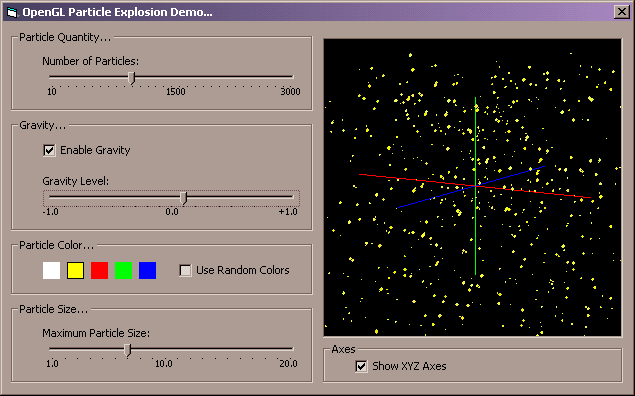 OpenGL Particle Explosion Demo...
Particle Quantity...
Number of Particles:
10 1500 3000
Gravity...
Enable Gravity
Gravity Level:
-1.0 0.0 +1.0
Particle Color...
Use Random Colors
Particle Size...
Maximum Particle Size:
1.0 10.0 20.0
Axes
Show XYZ Axes